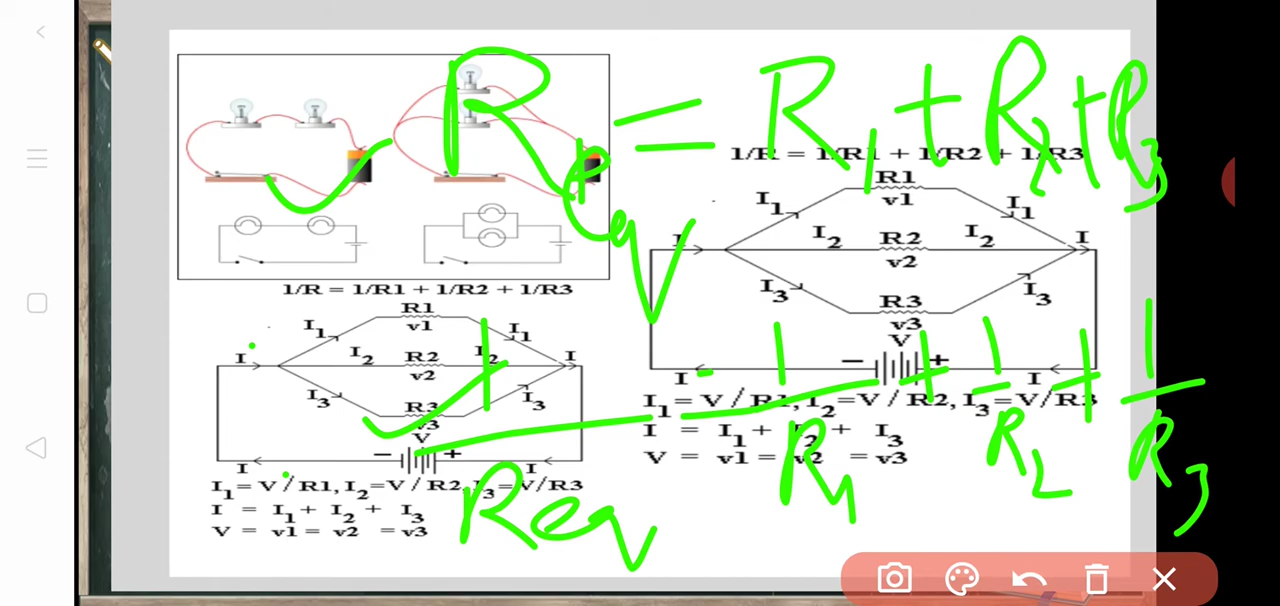 Req = R1 + R2 + R3
1/R = 1/R1 + 1/R2 + 1/R3
R1
v1
I1
I1
I2
R2
I2
v2
I
I
I3
R3
I3
v3
V
− +
I
I
I1 = V / R1, I2 = V / R2, I3 = V/R3
I = I1 + I2 + I3
V = v1 = v2 = v3
1/R = 1/R1 + 1/R2 + 1/R3
R1
v1
I1
I1
I2
R2
I2
v2
I
I
I3
R3
I3
v3
V
− +
I
I
I1 = V / R1, I2 = V / R2, I3 = V/R3
I = I1 + I2 + I3
V = v1 = v2 = v3
1/Req = 1/R1 + 1/R2 + 1/R3